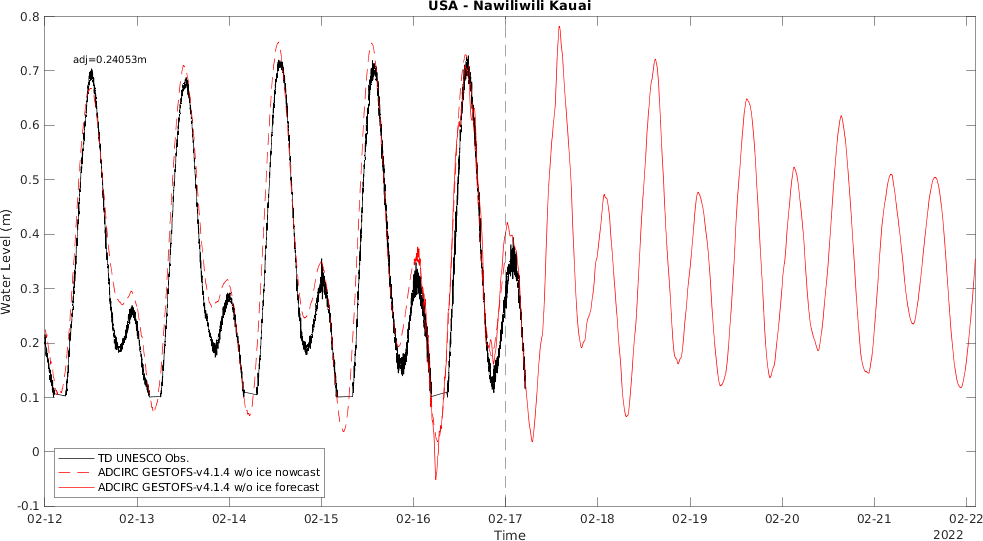 USA - Nawiliwili Kauai
0.8
adj=0.24053m
0.7
0.6
0.5
0.4
0.3
0.2
0.1
0
-0.1
Water Level (m)
TD UNESCO Obs.
ADCIRC GESTOFS-v4.1.4 w/o ice nowcast
ADCIRC GESTOFS-v4.1.4 w/o ice forecast
02-12 02-13 02-14 02-15 02-16 02-17 02-18 02-19 02-20 02-21 02-22
Time
2022